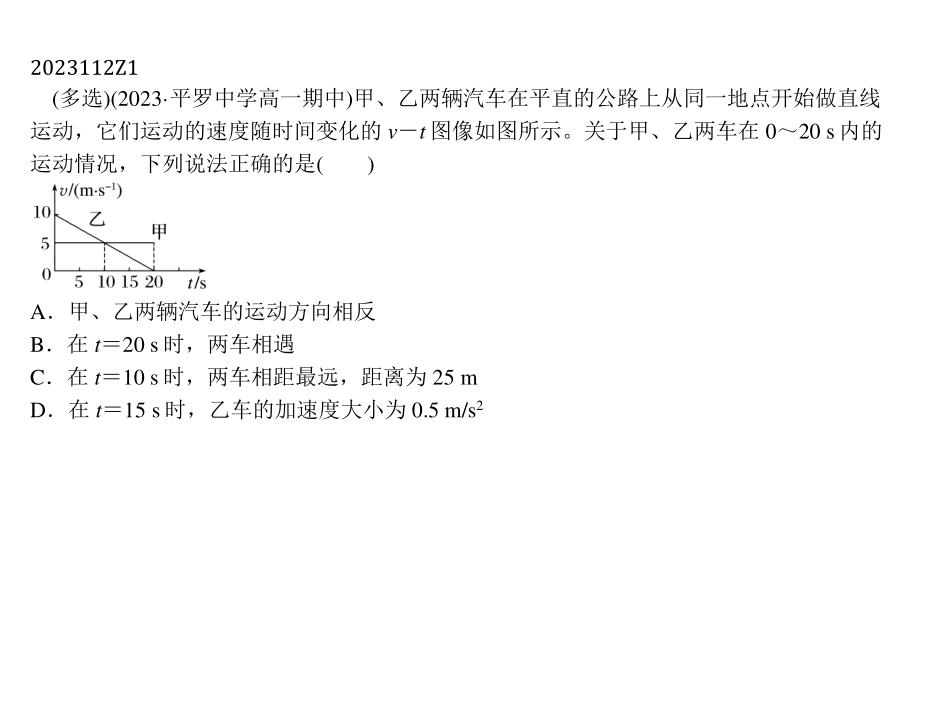 2023112Z1
(多选)(2023·平罗中学高一期中)甲、乙两辆汽车在平直的公路上从同一地点开始做直线
运动，它们运动的速度随时间变化的 v－t 图像如图所示。关于甲、乙两车在 0～20 s 内的
运动情况，下列说法正确的是(　　)
v/(m·s⁻¹)
10
乙
甲
5
0
5 10 15 20 t/s
A．甲、乙两辆汽车的运动方向相反
B．在 t＝20 s 时，两车相遇
C．在 t＝10 s 时，两车相距最远，距离为 25 m
D．在 t＝15 s 时，乙车的加速度大小为 0.5 m/s²